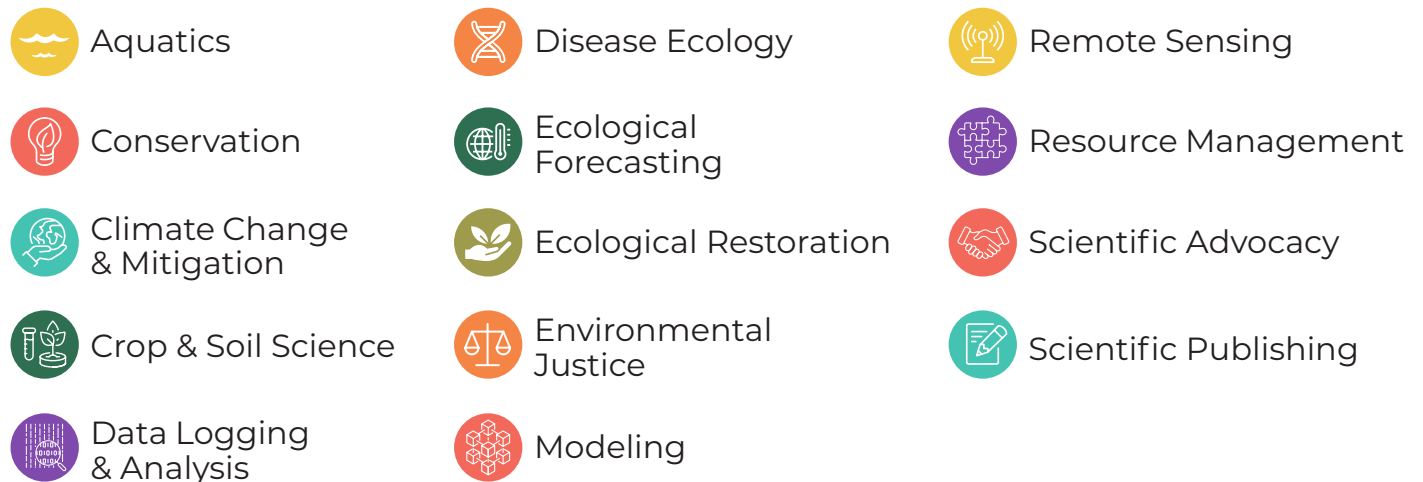 Aquatics
Conservation
Climate Change
& Mitigation
Crop & Soil Science
Data Logging
& Analysis
Disease Ecology
Ecological
Forecasting
Ecological Restoration
Environmental
Justice
Modeling
Remote Sensing
Resource Management
Scientific Advocacy
Scientific Publishing